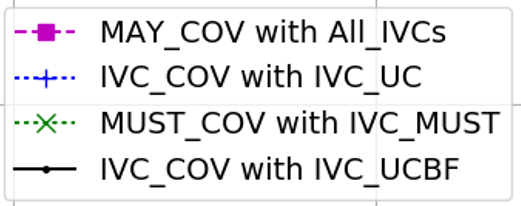 MAY_COV with All_IVCs
IVC_COV with IVC_UC
MUST_COV with IVC_MUST
IVC_COV with IVC_UCBF